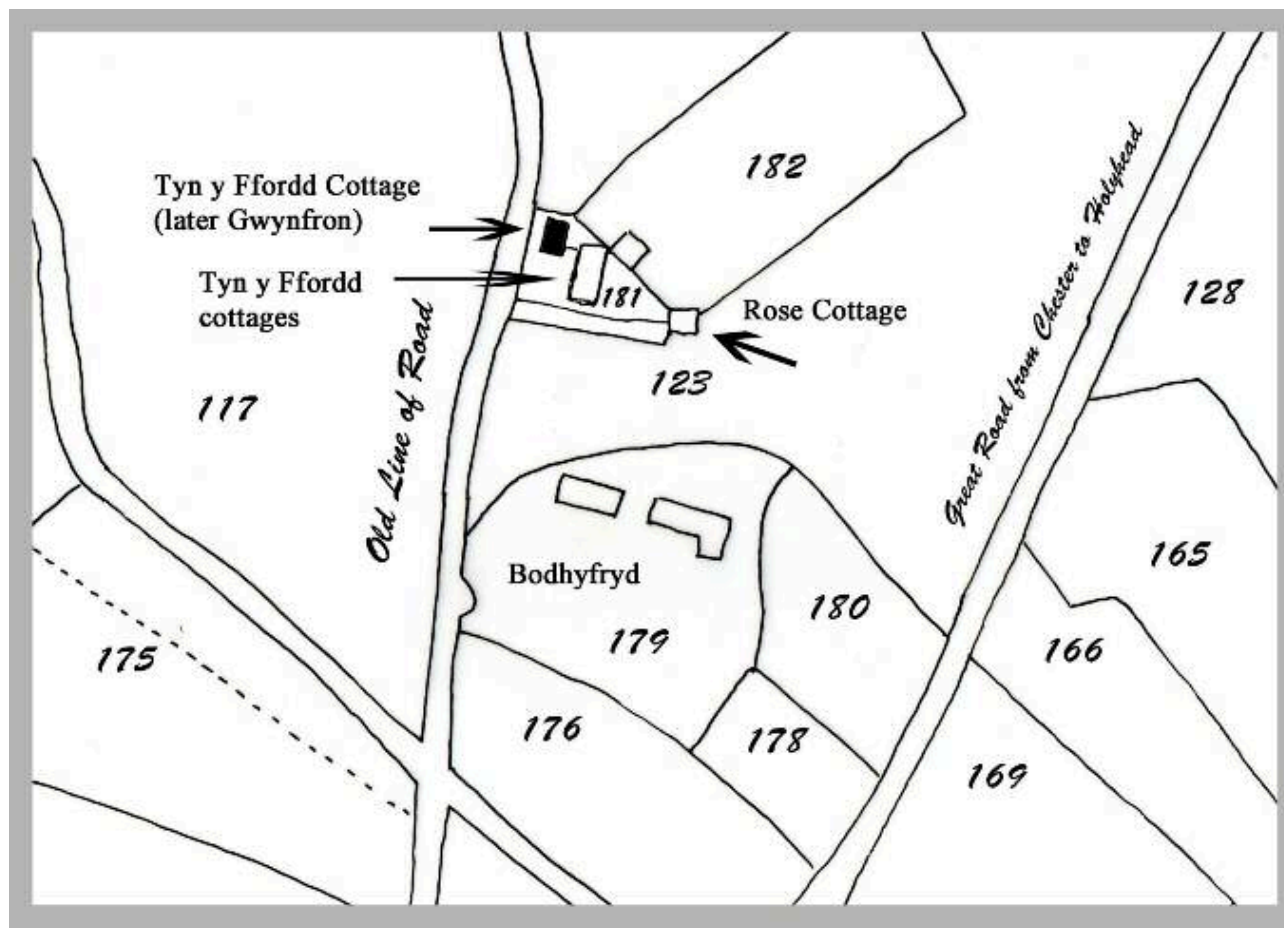 Tyn y Ffordd Cottage
(later Gwynfron)
Tyn y Ffordd
cottages
182
181
Rose Cottage
123
128
117
Old Line of Road
Great Road from Chester to Holyhead
Bodhyfryd
179
180
165
166
175
176
178
169